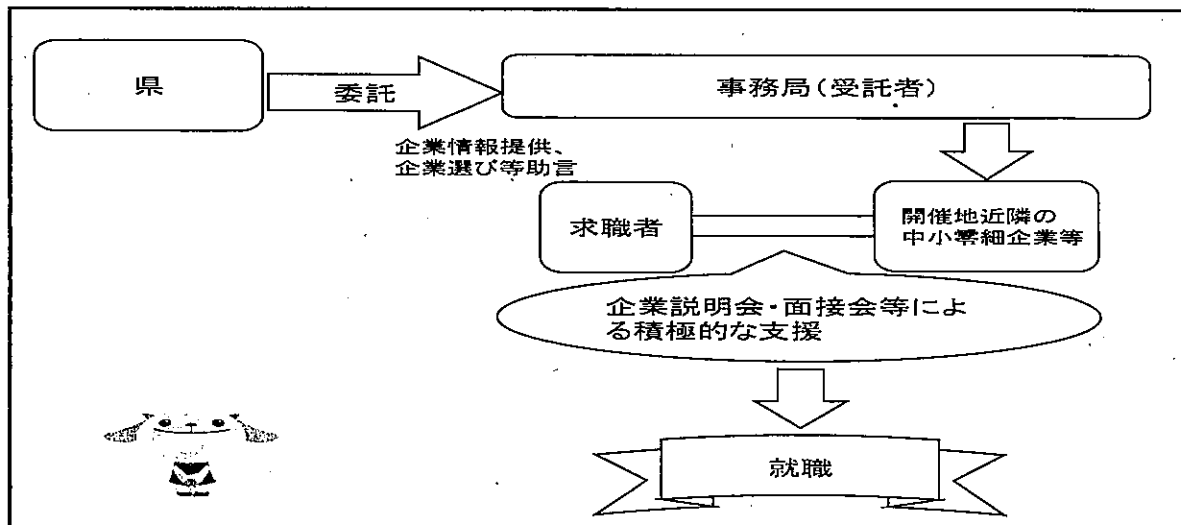 県
委託
事務局(受託者)
企業情報提供、
企業選び等助言
求職者
開催地近隣の
中小零細企業等
企業説明会・面接会等によ
る積極的な支援
就職